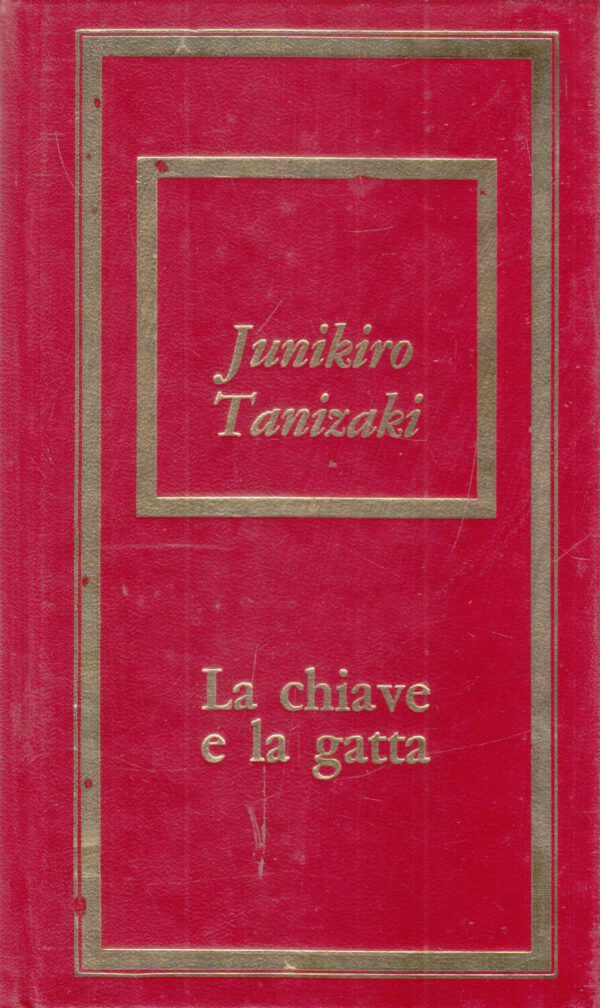 Junikiro
Tanizaki
La chiave
e la gatta